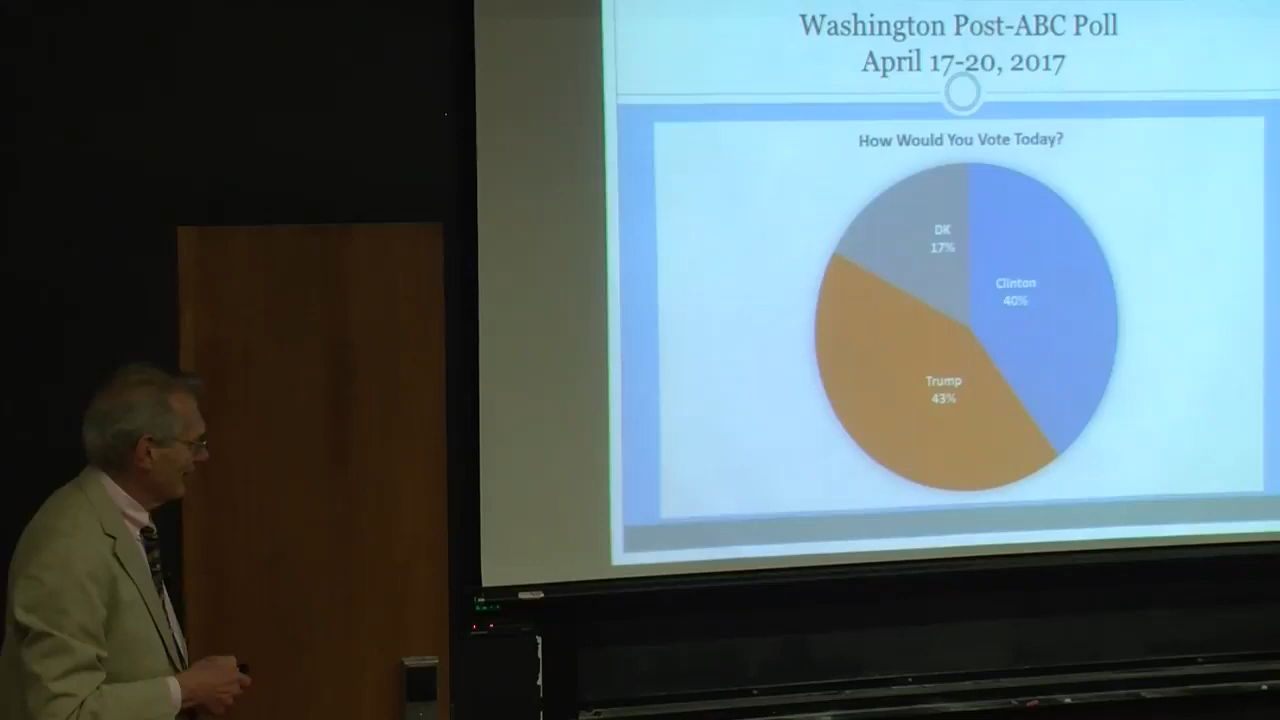 Washington Post-ABC Poll
April 17-20, 2017
How Would You Vote Today?
DK
17%
Clinton
40%
Trump
43%